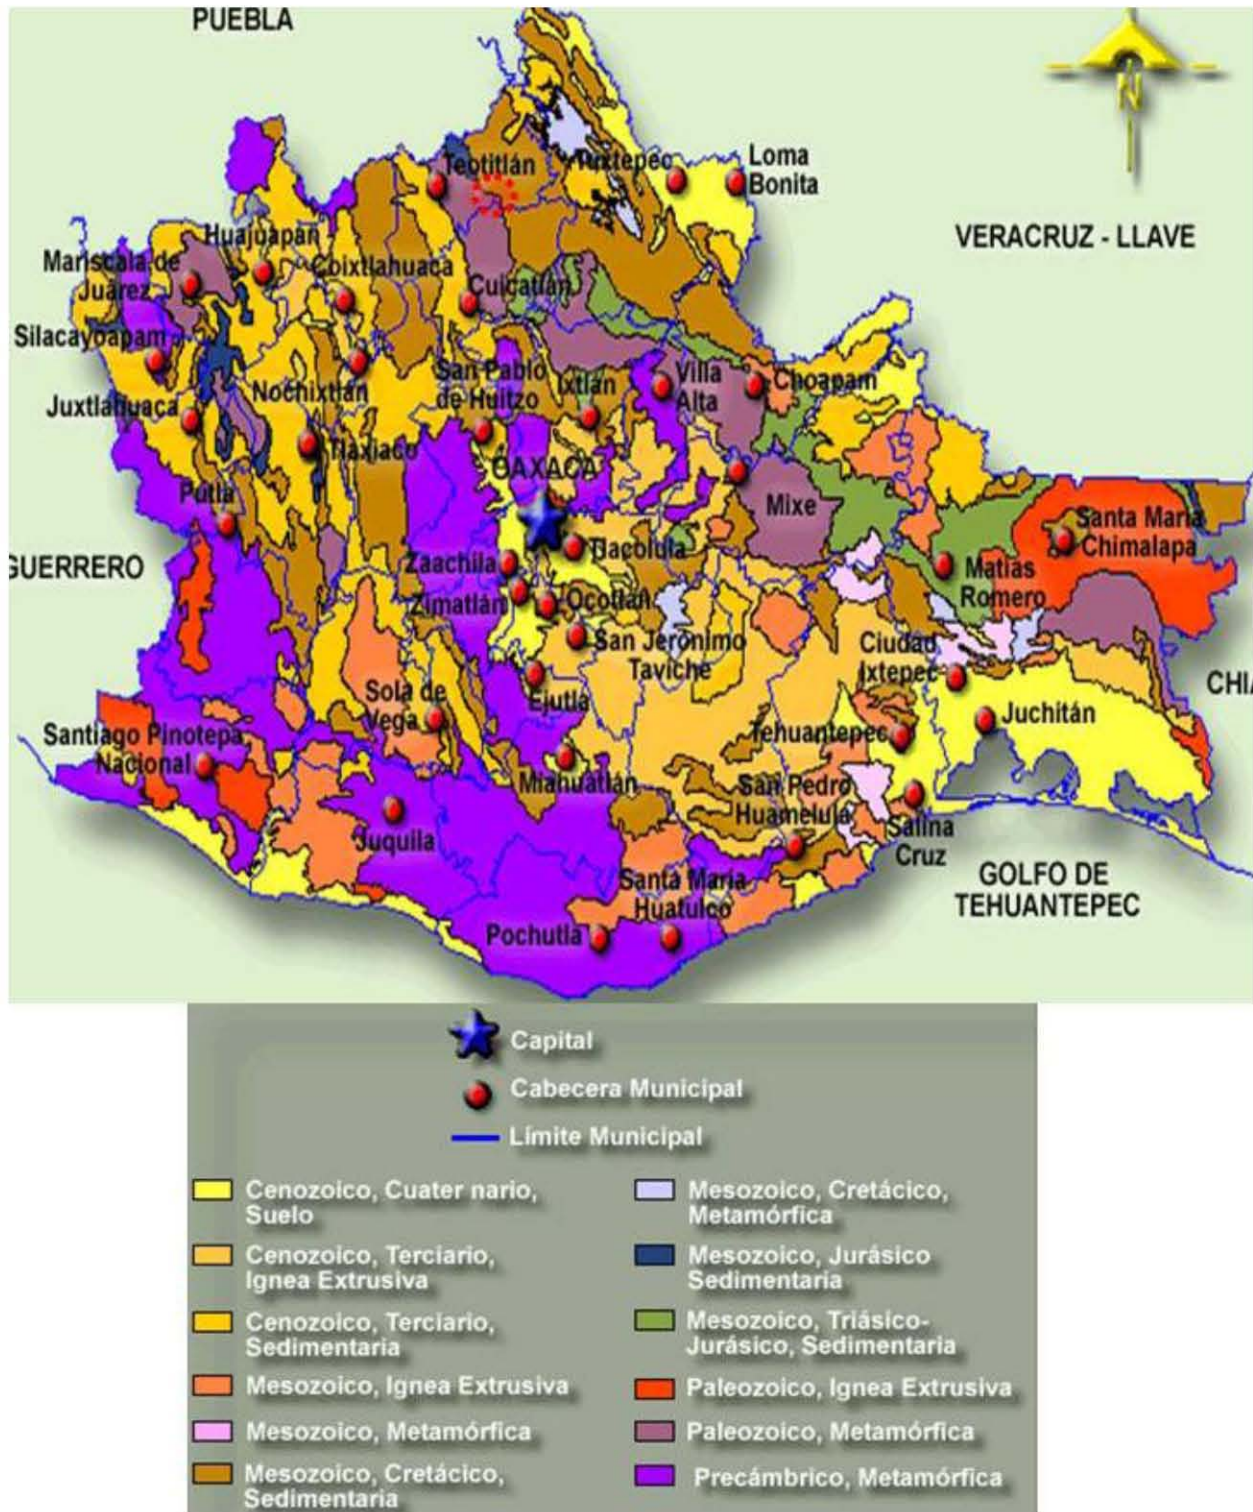 PUEBLA
N
Teotitlán
Tuxtepec
Loma
Bonita
VERACRUZ - LLAVE
Huajuapan
Mariscala de
Juárez
Coixtlahuaca
Cuicatlán
Silacayoapam
Juxtlahuaca
Nochixtlán
San Pablo
de Huitzo
Ixtlán
Villa
Alta
Choapam
Tlaxiaco
OAXACA
Putla
Mixe
Santa María
Chimalapa
GUERRERO
Zaachila
Tlacolula
Matías
Romero
Zimatlán
Ocotlán
San Jerónimo
Taviche
Ciudad
Ixtepec
CHIA
Sola de
Vega
Ejutla
Juchitán
Santiago Pinotepa
Nacional
Tehuantepec
Miahuatlán
San Pedro
Huamelula
Juquila
Salina
Cruz
GOLFO DE
TEHUANTEPEC
Santa María
Huatulco
Pochutla
Capital
Cabecera Municipal
Límite Municipal
Cenozoico, Cuater nario,
Suelo
Cenozoico, Terciario,
Ignea Extrusiva
Cenozoico, Terciario,
Sedimentaria
Mesozoico, Ignea Extrusiva
Mesozoico, Metamórfica
Mesozoico, Cretácico,
Sedimentaria
Mesozoico, Cretácico,
Metamórfica
Mesozoico, Jurásico
Sedimentaria
Mesozoico, Triásico-
Jurásico, Sedimentaria
Paleozoico, Ignea Extrusiva
Paleozoico, Metamórfica
Precámbrico, Metamórfica